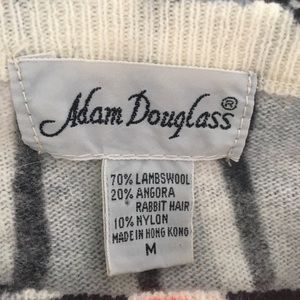 Adam Douglass®
70% LAMBSWOOL
20% ANGORA
RABBIT HAIR
10% NYLON
MADE IN HONG KONG
M